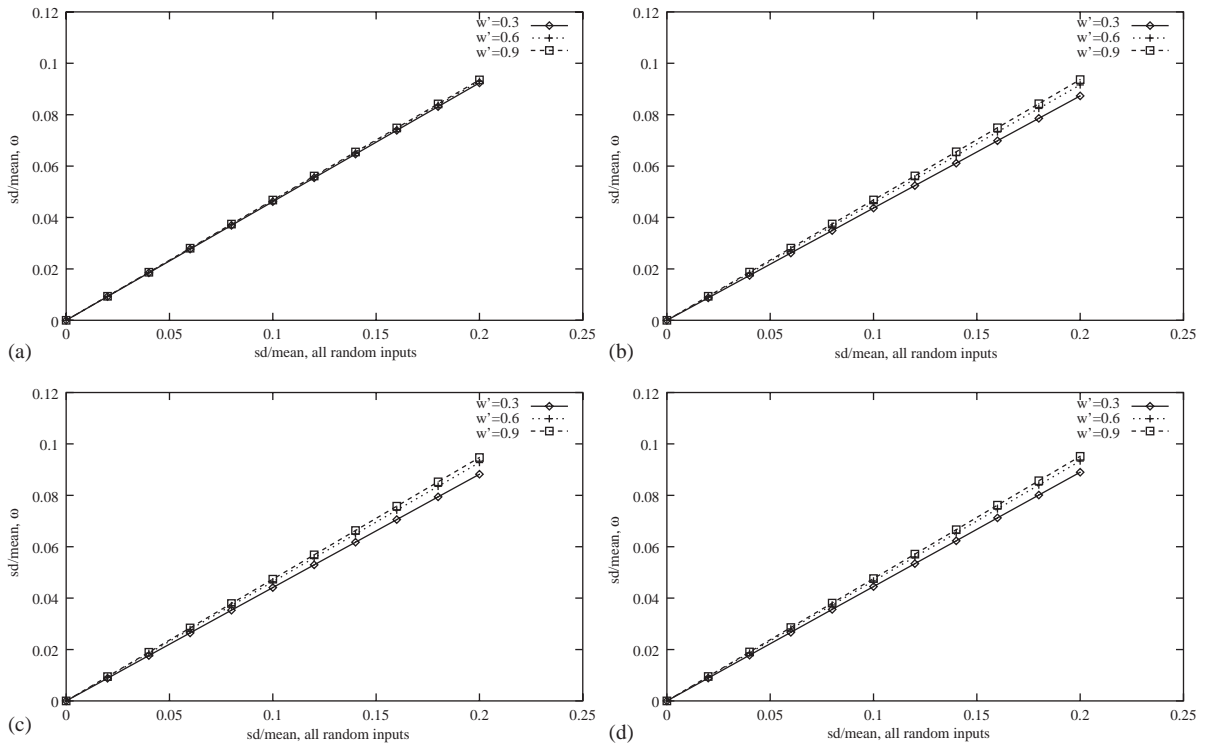 0.12
0.1
0.08
0.06
0.04
0.02
0
sd/mean, ω
w’=0.3
w’=0.6
w’=0.9
0 0.05 0.1 0.15 0.2 0.25
(a) sd/mean, all random inputs
0.12
0.1
0.08
0.06
0.04
0.02
0
sd/mean, ω
w’=0.3
w’=0.6
w’=0.9
0 0.05 0.1 0.15 0.2 0.25
(b) sd/mean, all random inputs
0.12
0.1
0.08
0.06
0.04
0.02
0
sd/mean, ω
w’=0.3
w’=0.6
w’=0.9
0 0.05 0.1 0.15 0.2 0.25
(c) sd/mean, all random inputs
0.12
0.1
0.08
0.06
0.04
0.02
0
sd/mean, ω
w’=0.3
w’=0.6
w’=0.9
0 0.05 0.1 0.15 0.2 0.25
(d) sd/mean, all random inputs